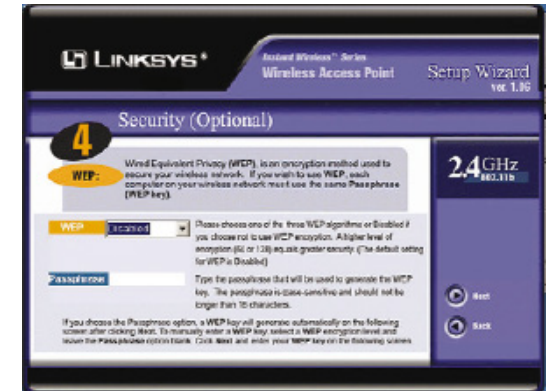 LINKSYS®
Instant Wireless™ Series
Wireless Access Point
Setup Wizard
ver. 1.06
Security (Optional)
4
WEP:
Wired Equivalent Privacy (WEP), is an encryption method used to
secure your wireless network. If you wish to use WEP, each
computer on your wireless network must use the same Passphrase
(WEP key).
2.4GHz
802.11b
WEP
Disabled
Please choose one of the three WEP algorithms or Disabled if
you choose not to use WEP encryption. A higher level of
encryption (64 or 128) equals greater security. (The default setting
for WEP is Disabled)
Passphrase
Type the passphrase that will be used to generate the WEP
key. The passphrase is case-sensitive and should not be
longer than 16 characters.
If you choose the Passphrase option, a WEP key will generate automatically on the following
screen after clicking Next. To manually enter a WEP key, select a WEP encryption level and
leave the Passphrase option blank. Click Next and enter your WEP key on the following screen.
Next
Back